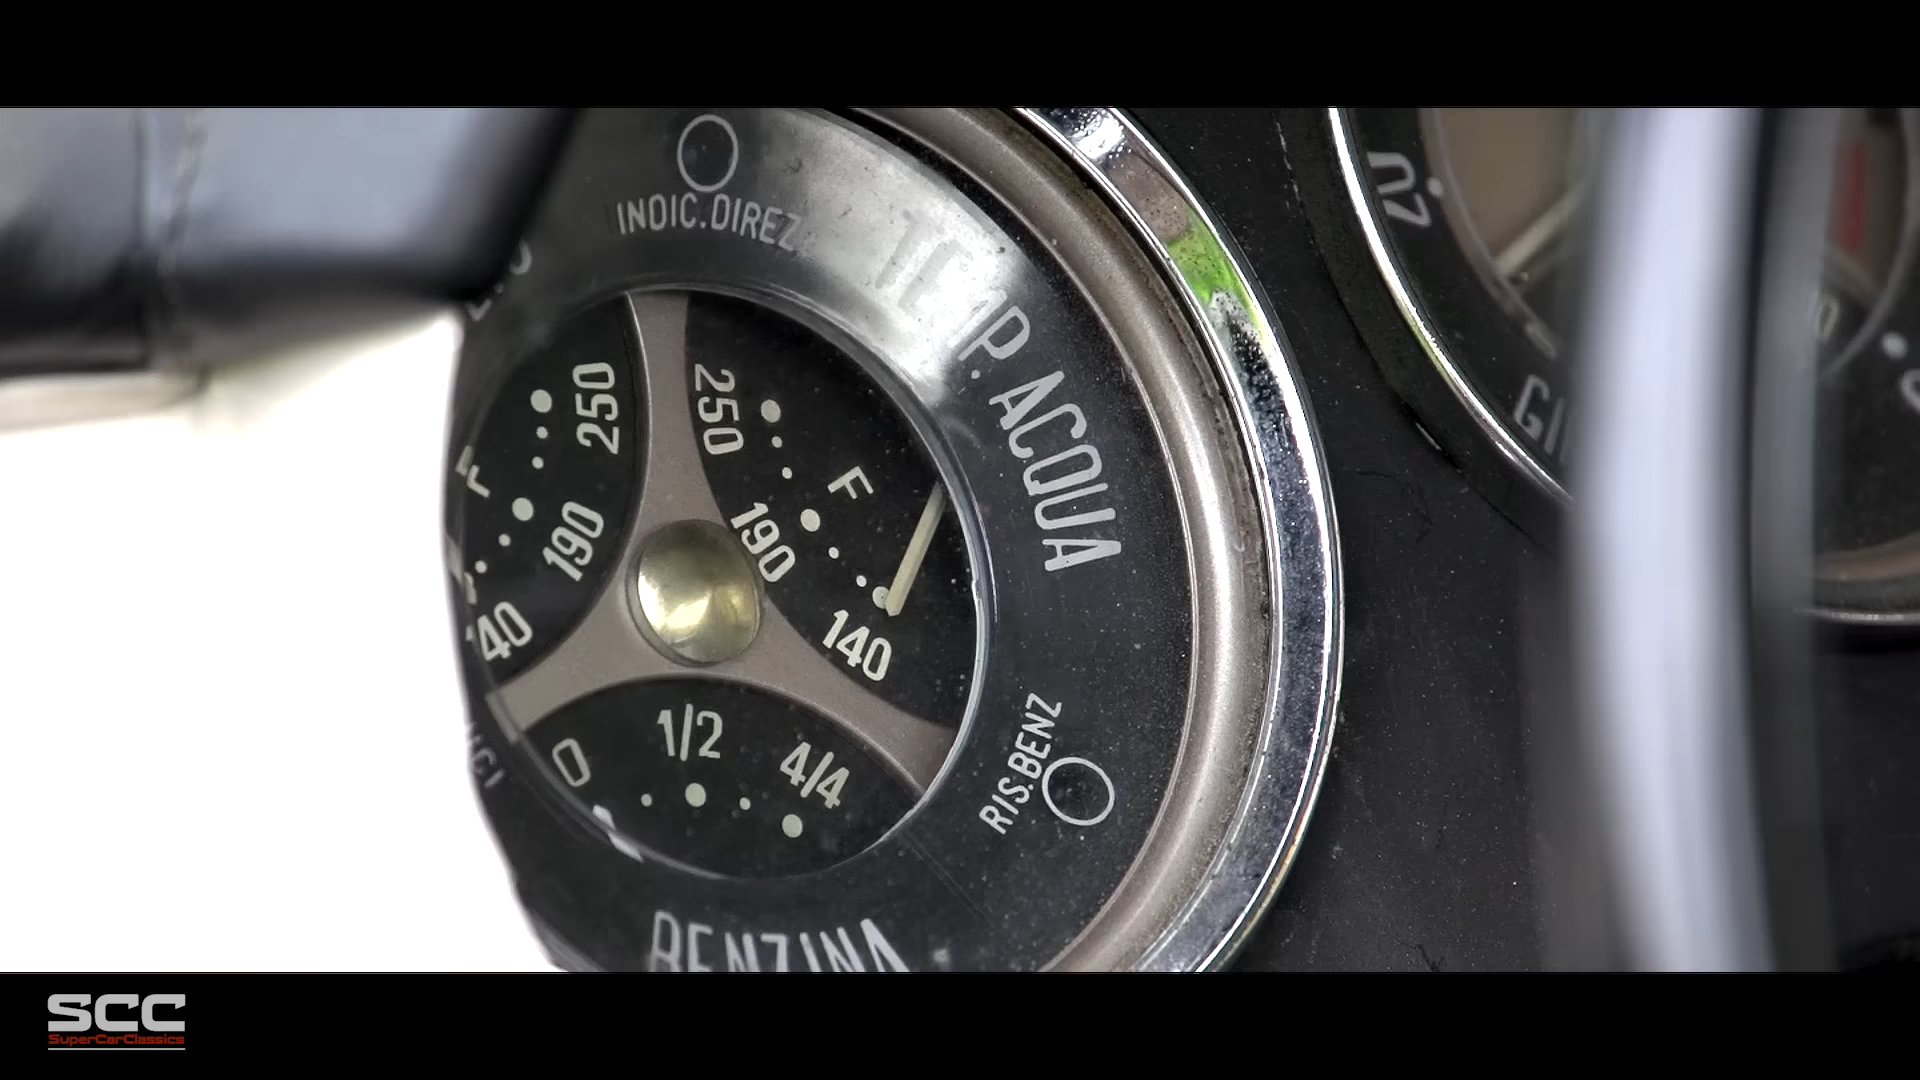 INDIC.DIREZ
TEMP. ACQUA
250
250
F
F
190
190
140
40
1/2
0
4/4
RIS.BENZ
BENZINA
SCC
SuperCarClassics